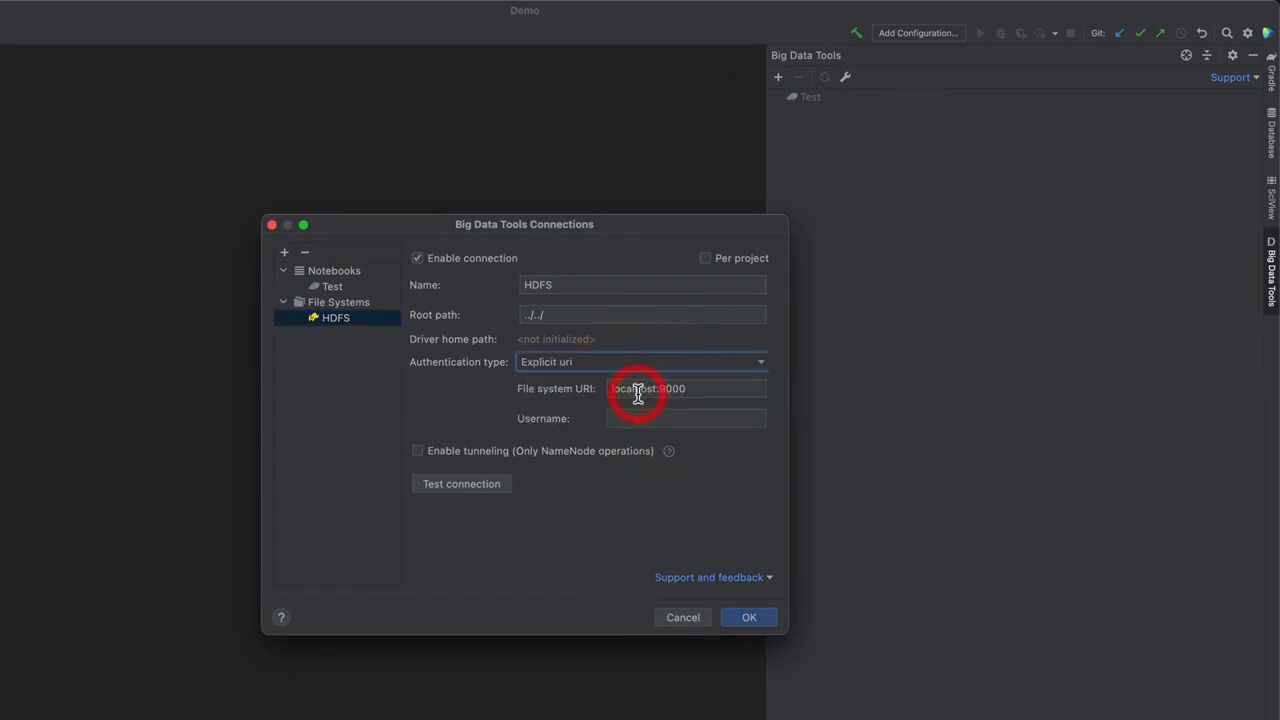 Demo
Add Configuration...
Git:
Big Data Tools
Support
Test
Gradle
Database
SciView
Big Data Tools
D
Big Data Tools Connections
Notebooks
Test
File Systems
HDFS
Enable connection
Per project
Name:
HDFS
Root path:
../../
Driver home path:
<not initialized>
Authentication type:
Explicit uri
File system URI:
localhost:9000
Username:
Enable tunneling (Only NameNode operations)
Test connection
Support and feedback
Cancel
OK